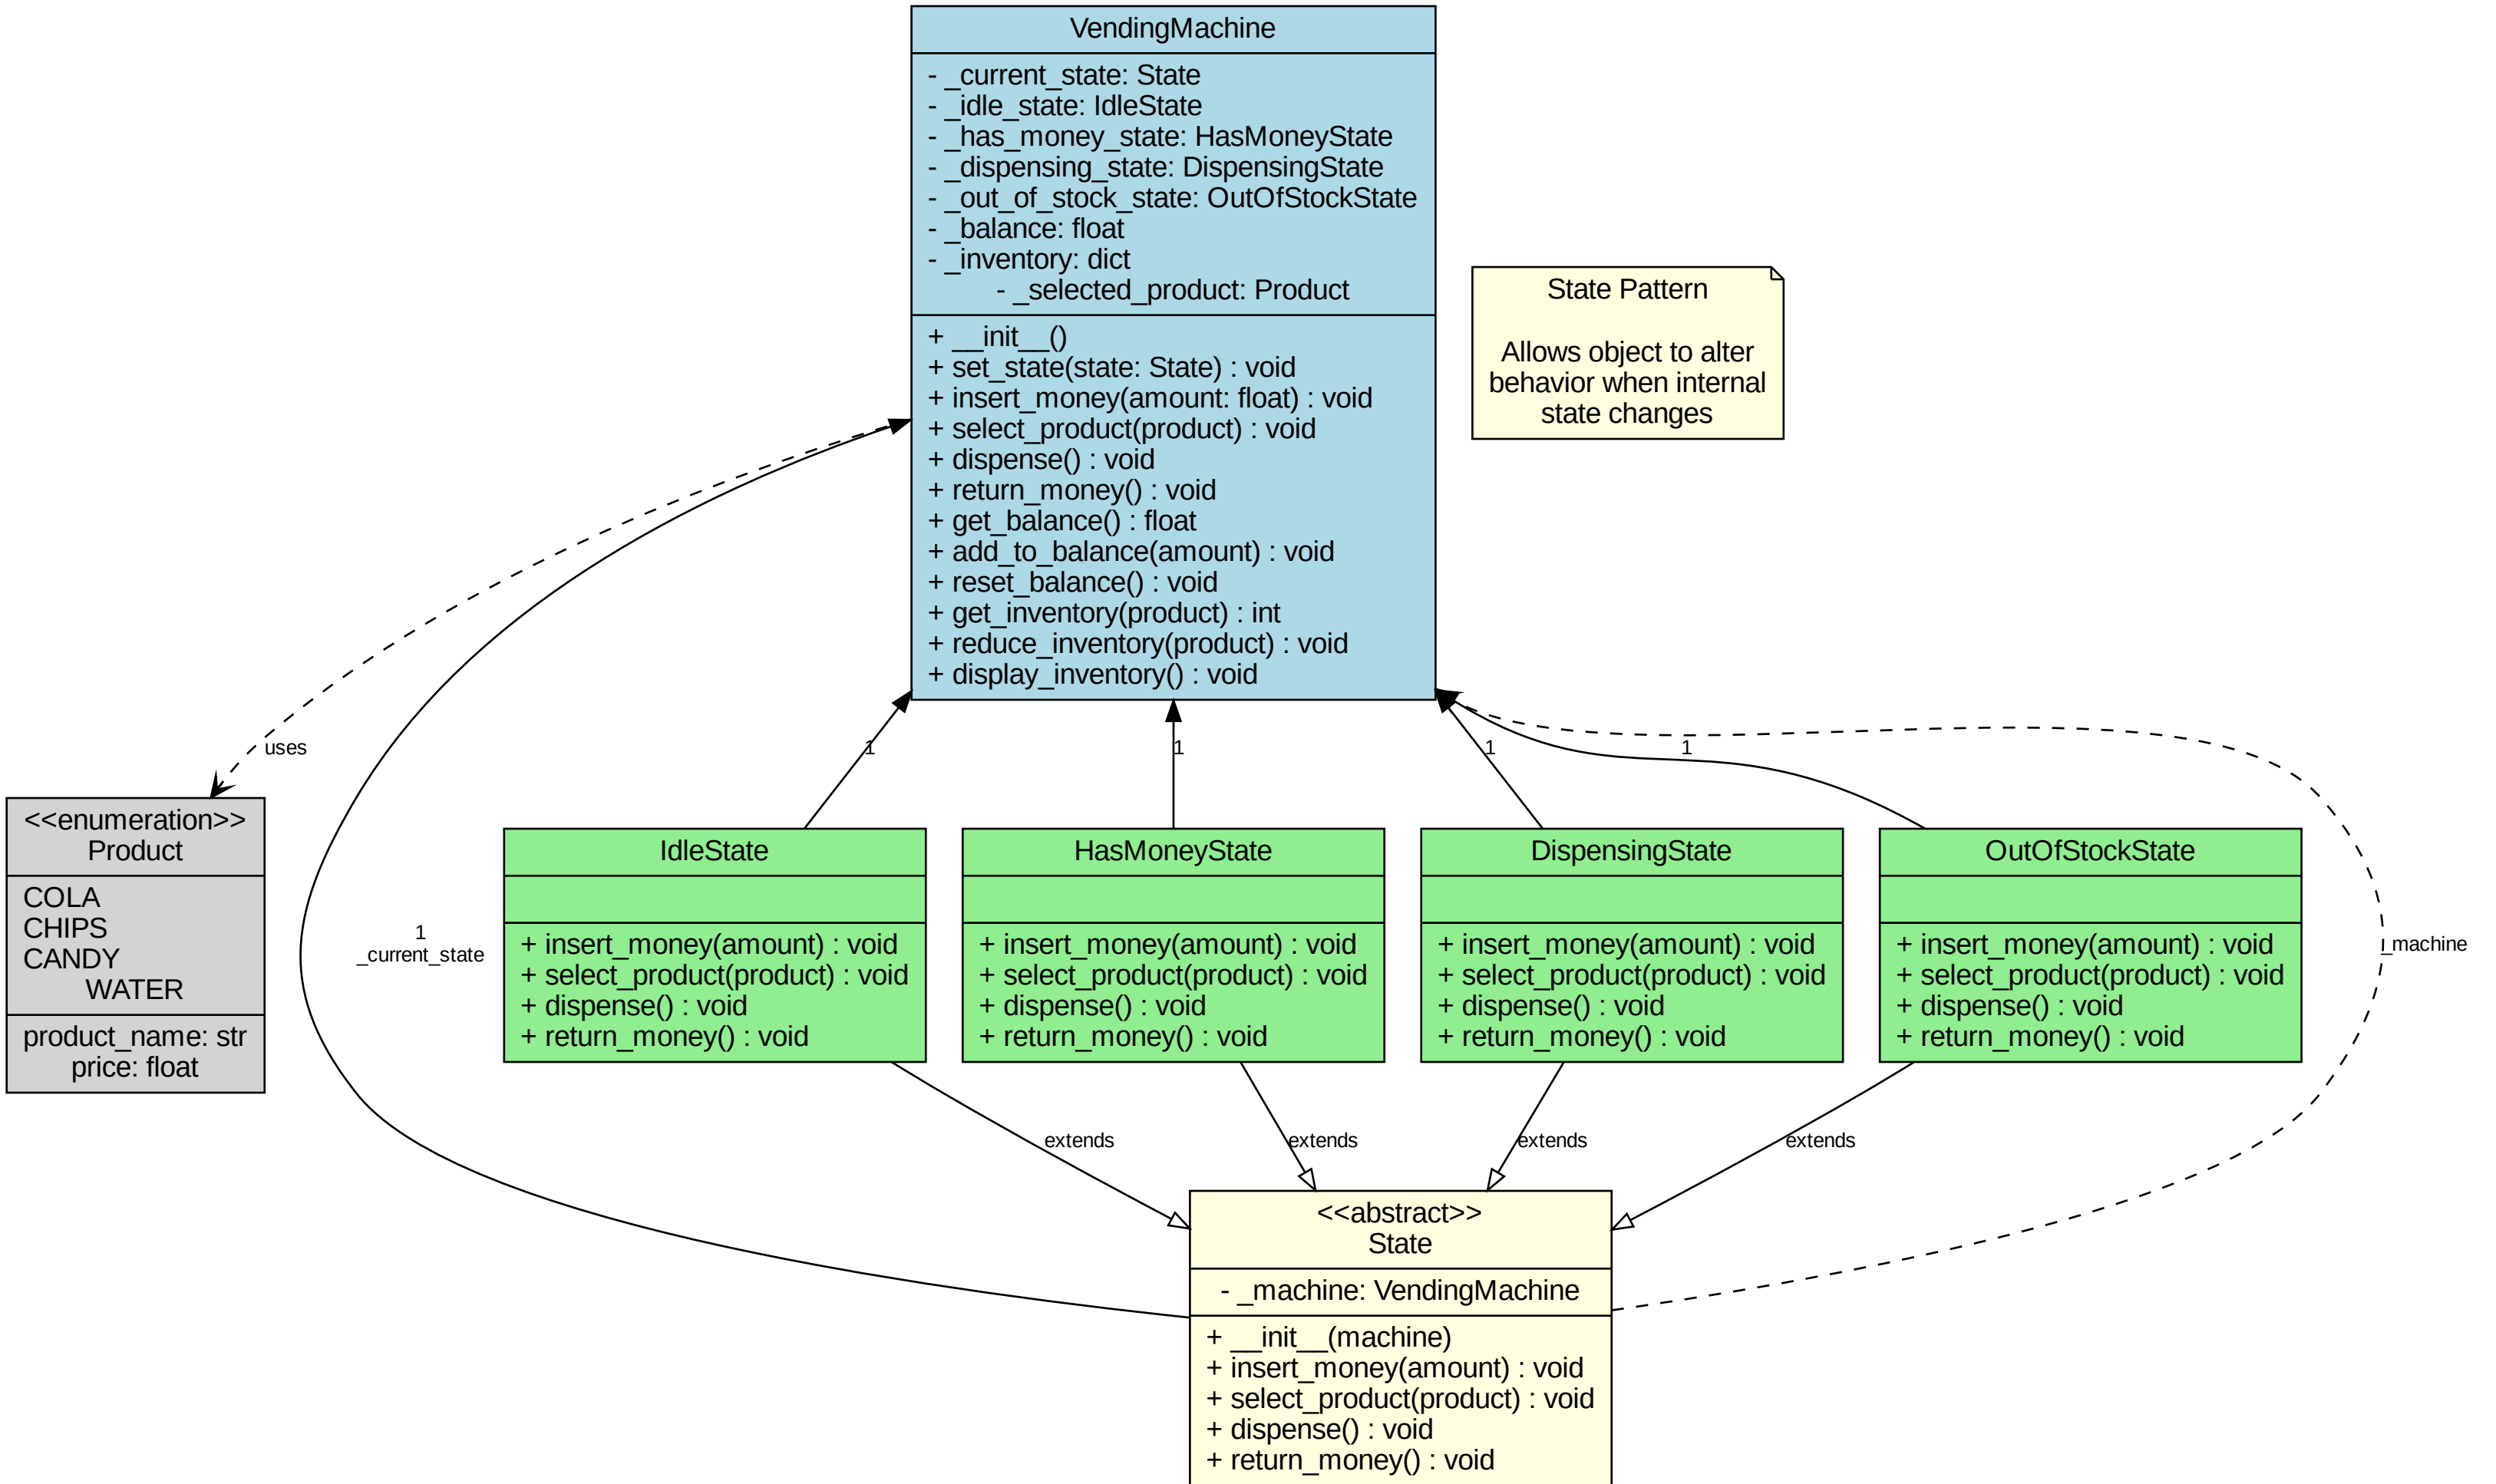 VendingMachine
- _current_state: State
- _idle_state: IdleState
- _has_money_state: HasMoneyState
- _dispensing_state: DispensingState
- _out_of_stock_state: OutOfStockState
- _balance: float
- _inventory: dict
- _selected_product: Product
+ __init__()
+ set_state(state: State) : void
+ insert_money(amount: float) : void
+ select_product(product) : void
+ dispense() : void
+ return_money() : void
+ get_balance() : float
+ add_to_balance(amount) : void
+ reset_balance() : void
+ get_inventory(product) : int
+ reduce_inventory(product) : void
+ display_inventory() : void
State Pattern
Allows object to alter
behavior when internal
state changes
uses
1
1
1
1
<<enumeration>>
Product
COLA
CHIPS
CANDY
WATER
product_name: str
price: float
1
_current_state
IdleState
+ insert_money(amount) : void
+ select_product(product) : void
+ dispense() : void
+ return_money() : void
HasMoneyState
+ insert_money(amount) : void
+ select_product(product) : void
+ dispense() : void
+ return_money() : void
DispensingState
+ insert_money(amount) : void
+ select_product(product) : void
+ dispense() : void
+ return_money() : void
OutOfStockState
+ insert_money(amount) : void
+ select_product(product) : void
+ dispense() : void
+ return_money() : void
_machine
extends
extends
extends
extends
<<abstract>>
State
- _machine: VendingMachine
+ __init__(machine)
+ insert_money(amount) : void
+ select_product(product) : void
+ dispense() : void
+ return_money() : void